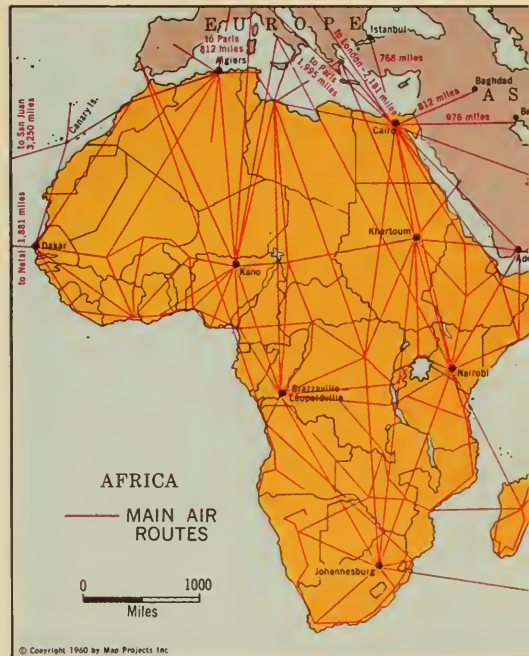 EUROPE
to Paris
812 miles
Algiers
Istanbul
to London - 2,181 miles
768 miles
to Paris
1,995 miles
Baghdad
812 miles
A S
Cairo
976 miles
Be
to San Juan
3,250 miles
Canary Is.
Dakar
to Natal 1,881 miles
Kano
Khartoum
Ade
Nairobi
Brazzaville
Leopoldville
AFRICA
MAIN AIR
ROUTES
0 1000
Miles
Johannesburg
© Copyright 1960 by Map Projects Inc